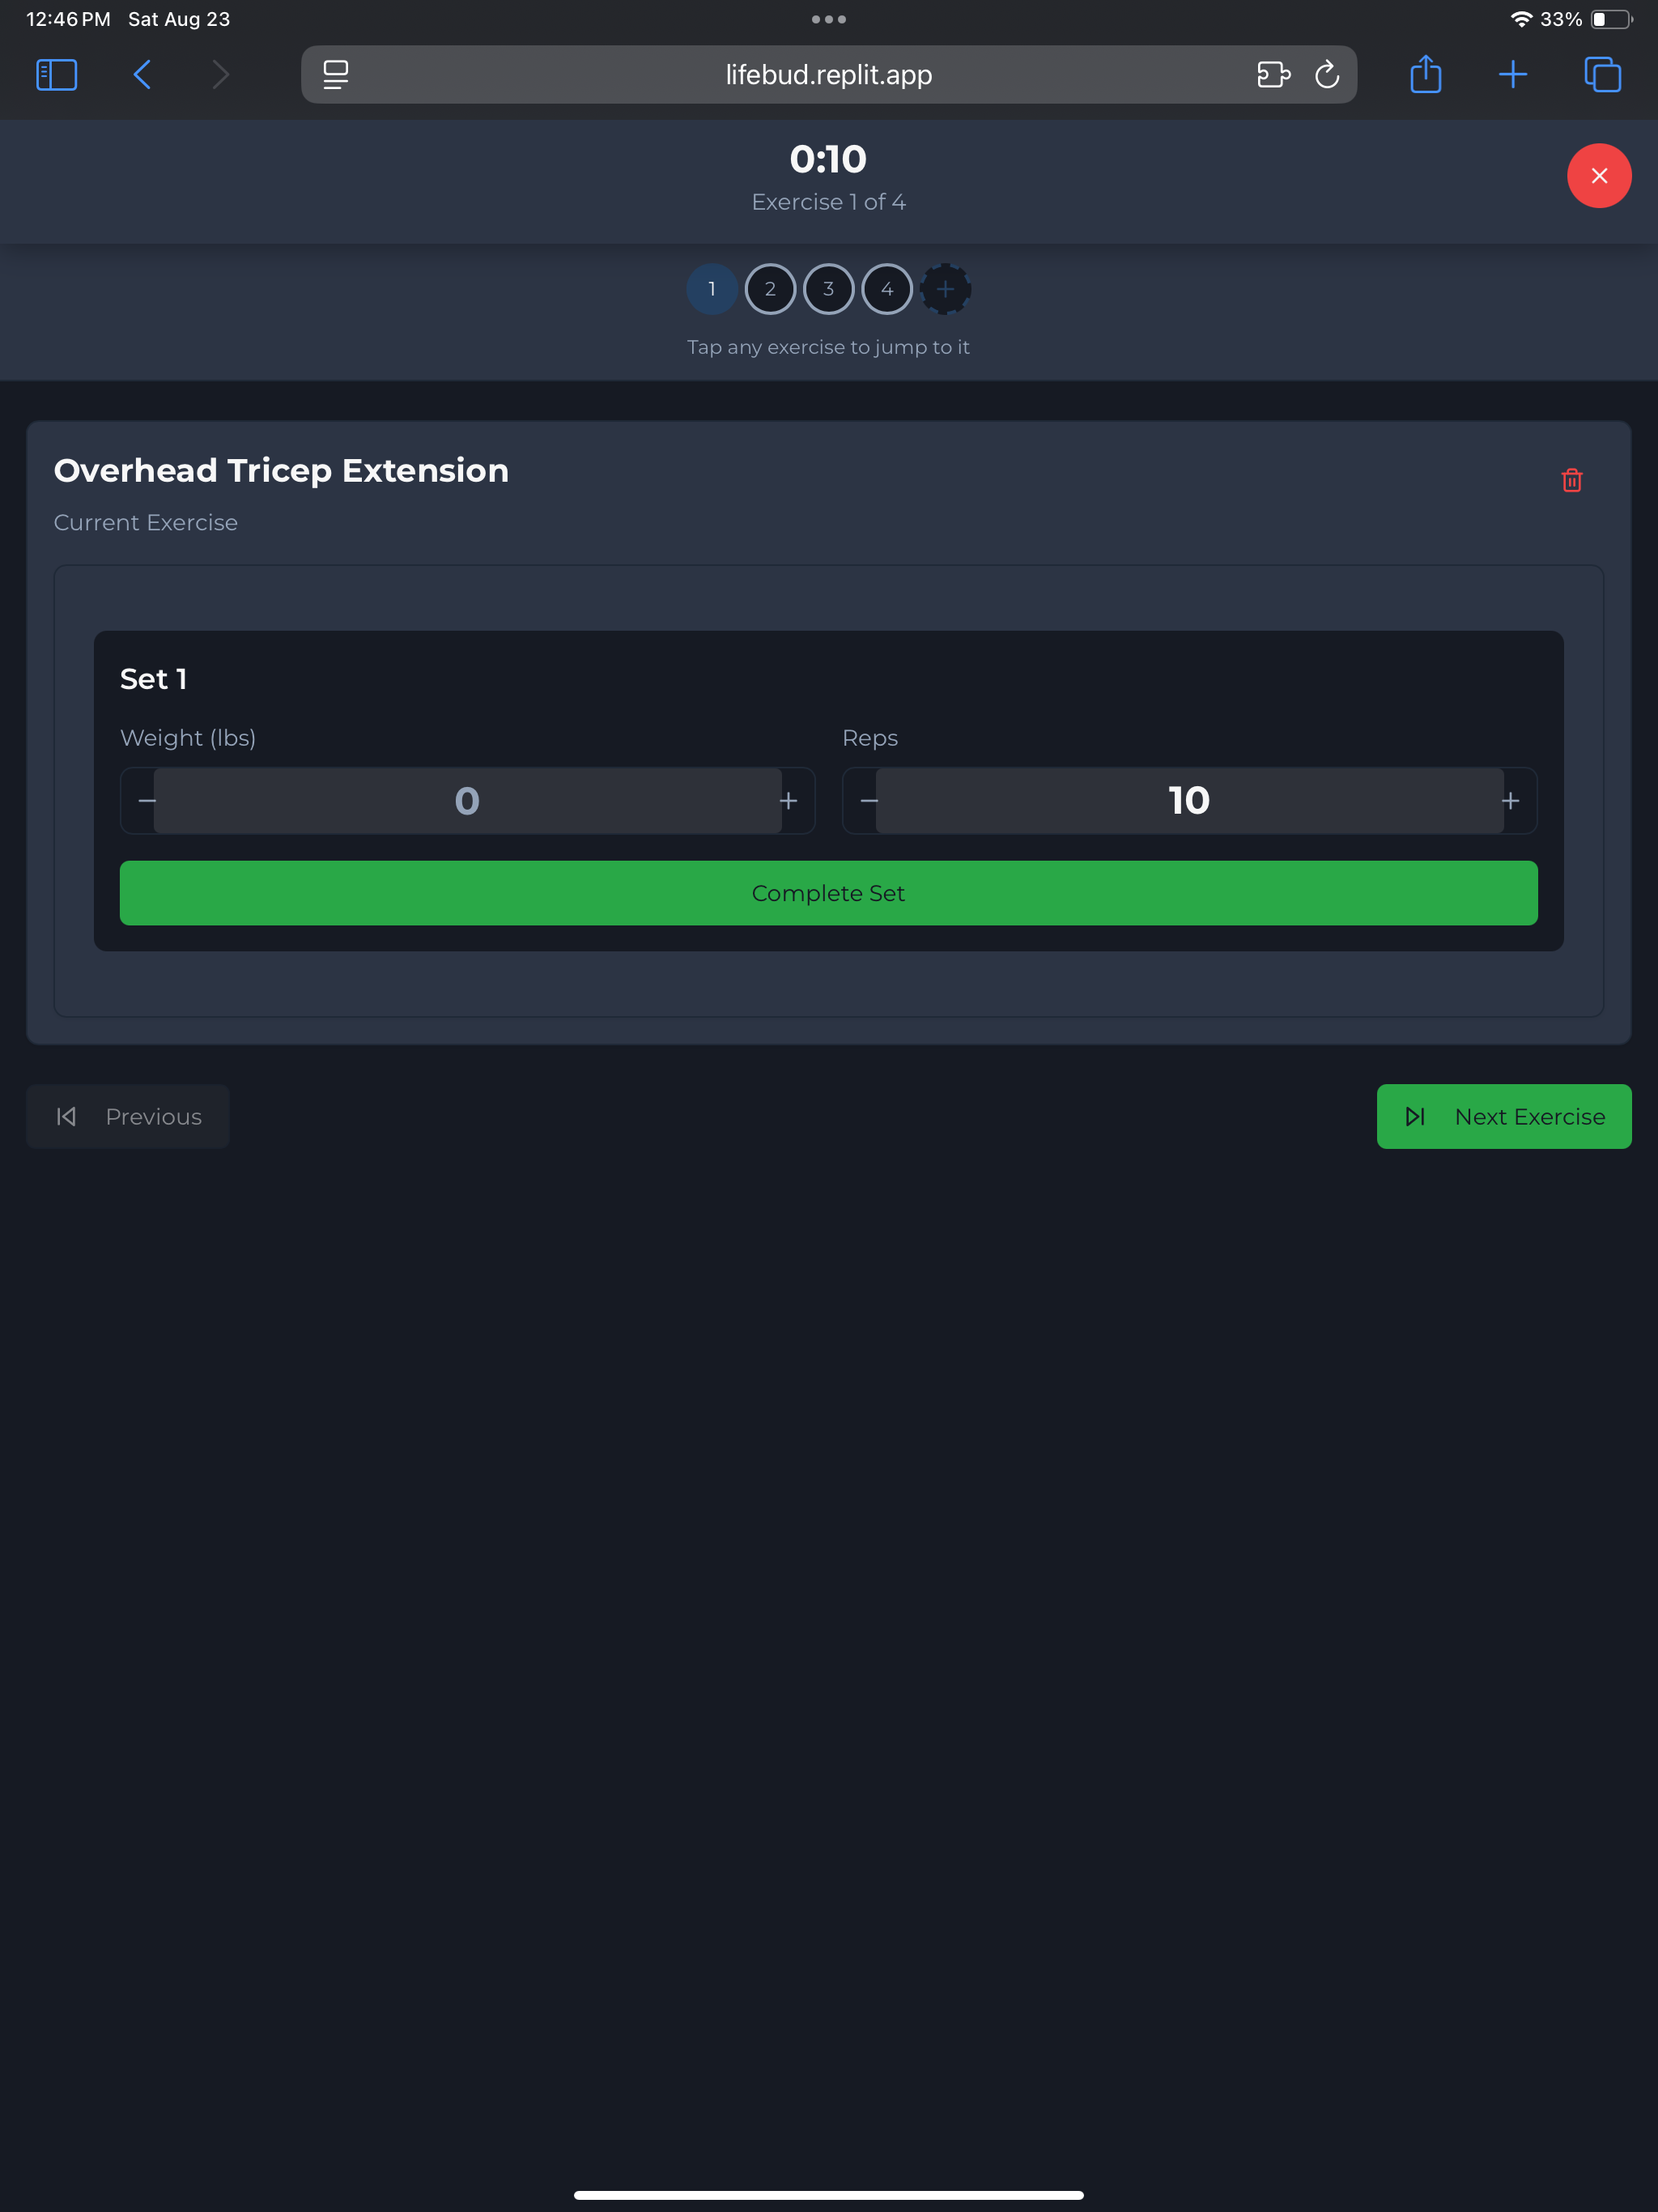 12:46 PM Sat Aug 23
33%
lifebud.replit.app
0:10
Exercise 1 of 4
1 2 3 4 +
Tap any exercise to jump to it
Overhead Tricep Extension
Current Exercise
Set 1
Weight (lbs) Reps
− 0 + − 10 +
Complete Set
Previous Next Exercise